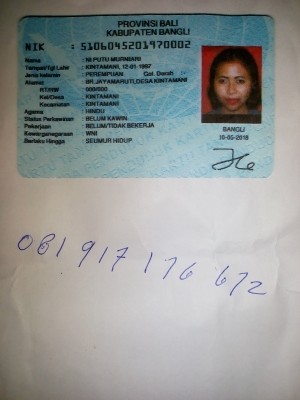 PROVINSI BALI
KABUPATEN BANGLI
NIK : 5106045201970002
Nama : NI PUTU MURNIARI
Tempat/Tgl Lahir : KINTAMANI, 12-01-1997
Jenis kelamin : PEREMPUAN Gol. Darah
Alamat : BR.JAYAMARUTI,DESA KINTAMANI
RT/RW : 000/000
Kel/Desa : KINTAMANI
Kecamatan : KINTAMANI
Agama : HINDU
Status Perkawinan : BELUM KAWIN
Pekerjaan : BELUM/TIDAK BEKERJA
Kewarganegaraan : WNI
Berlaku Hingga : SEUMUR HIDUP
BANGLI
10-05-2018
081 917 176 672